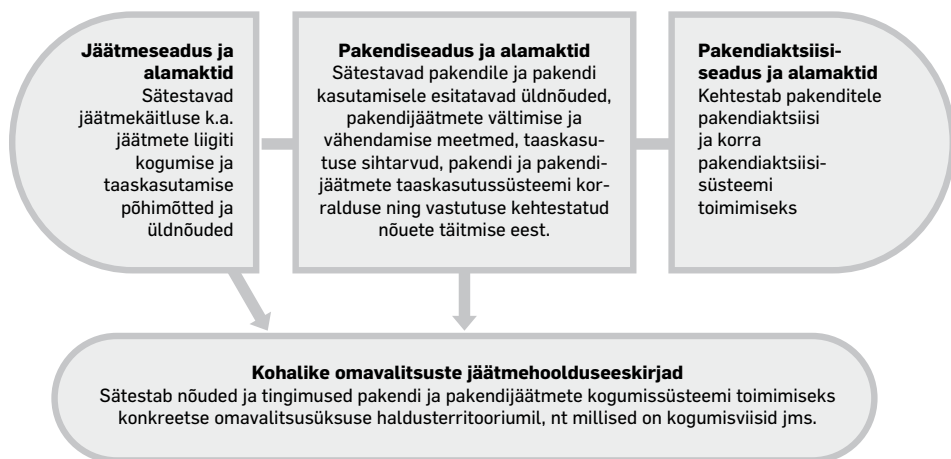 Jäätmeseadus ja
alamaktid
Sätestavad
jäätmekäitluse k.a.
jäätmete liigiti
kogumise ja
taaskasutamise
põhimõtted ja
üldnõuded
Pakendiseadus ja alamaktid
Sätestavad pakendile ja pakendi
kasutamisele esitatavad üldnõuded,
pakendijäätmete vältimise ja
vähendamise meetmed, taaskasu-
tuse sihtarvud, pakendi ja pakendi-
jäätmete taaskasutussüsteemi kor-
ralduse ning vastutuse kehtestatud
nõuete täitmise eest.
Pakendiaktsiisi-
seadus ja alamaktid
Kehtestab pakenditele
pakendiaktsiisi
ja korra
pakendiaktsiisi-
süsteemi
toimimiseks
Kohalike omavalitsuste jäätmehoolduseeskirjad
Sätestab nõuded ja tingimused pakendi ja pakendijäätmete kogumissüsteemi toimimiseks
konkreetse omavalitsusüksuse haldusterritooriumil, nt millised on kogumisviisid jms.